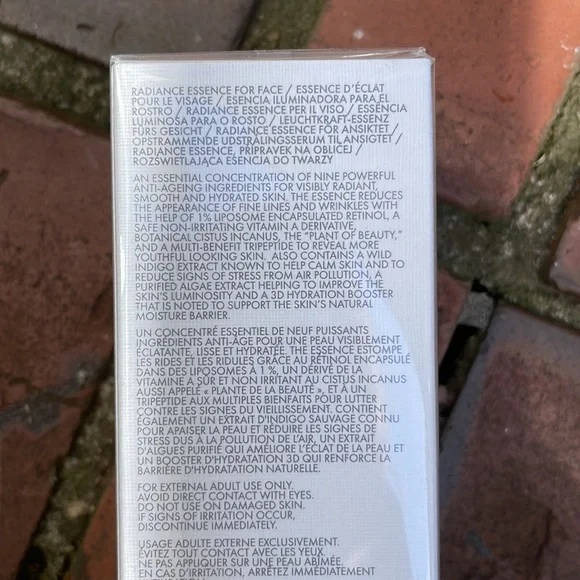 RADIANCE ESSENCE FOR FACE / ESSENCE D'ÉCLAT
POUR LE VISAGE / ESENCIA ILUMINADORA PARA EL
ROSTRO / RADIANCE ESSENCE PER IL VISO / ESSÊNCIA
LUMINOSA PARA O ROSTO / LEUCHTKRAFT-ESSENZ
FÜRS GESICHT / RADIANCE ESSENCE FÖR ANSIKTET /
OPSTRAMMENDE UDSTRÅLINGSSERUM TIL ANSIGTET /
RADIANCE ESSENCE, PŘÍPRAVEK NA OBLIČEJ /
ROZŚWIETLAJĄCA ESENCJA DO TWARZY
AN ESSENTIAL CONCENTRATION OF NINE POWERFUL
ANTI-AGEING INGREDIENTS FOR VISIBLY RADIANT,
SMOOTH AND HYDRATED SKIN. THE ESSENCE REDUCES
THE APPEARANCE OF FINE LINES AND WRINKLES WITH
THE HELP OF 1% LIPOSOME ENCAPSULATED RETINOL, A
SAFE NON-IRRITATING VITAMIN A DERIVATIVE,
BOTANICAL CISTUS INCANUS, THE "PLANT OF BEAUTY,"
AND A MULTI-BENEFIT TRIPEPTIDE TO REVEAL MORE
YOUTHFUL LOOKING SKIN. ALSO CONTAINS A WILD
INDIGO EXTRACT KNOWN TO HELP CALM SKIN AND TO
REDUCE SIGNS OF STRESS FROM AIR POLLUTION, A
PURIFIED ALGAE EXTRACT HELPING TO IMPROVE THE
SKIN'S LUMINOSITY AND A 3D HYDRATION BOOSTER
THAT IS NOTED TO SUPPORT THE SKIN'S NATURAL
MOISTURE BARRIER.
UN CONCENTRÉ ESSENTIEL DE NEUF PUISSANTS
INGRÉDIENTS ANTI-ÂGE POUR UNE PEAU VISIBLEMENT
ÉCLATANTE, LISSE ET HYDRATÉE. THE ESSENCE ESTOMPE
LES RIDES ET LES RIDULES GRÂCE AU RÉTINOL ENCAPSULÉ
DANS DES LIPOSOMES À 1 %, UN DÉRIVÉ DE LA
VITAMINE A SÛR ET NON IRRITANT AU CISTUS INCANUS
AUSSI APPELÉ « PLANTE DE LA BEAUTÉ », ET À UN
TRIPEPTIDE AUX MULTIPLES BIENFAITS POUR LUTTER
CONTRE LES SIGNES DU VIEILLISSEMENT. CONTIENT
ÉGALEMENT UN EXTRAIT D'INDIGO SAUVAGE CONNU
POUR APAISER LA PEAU ET RÉDUIRE LES SIGNES DE
STRESS DUS À LA POLLUTION DE L'AIR, UN EXTRAIT
D'ALGUES PURIFIÉ QUI AMÉLIORE L'ÉCLAT DE LA PEAU ET
UN BOOSTER D'HYDRATATION 3D QUI RENFORCE LA
BARRIÈRE D'HYDRATATION NATURELLE.
FOR EXTERNAL ADULT USE ONLY.
AVOID DIRECT CONTACT WITH EYES.
DO NOT USE ON DAMAGED SKIN.
IF SIGNS OF IRRITATION OCCUR,
DISCONTINUE IMMEDIATELY.
USAGE ADULTE EXTERNE EXCLUSIVEMENT.
ÉVITEZ TOUT CONTACT AVEC LES YEUX.
NE PAS APPLIQUER SUR UNE PEAU ABÎMÉE.
EN CAS D'IRRITATION, ARRÊTEZ IMMÉDIATEMENT